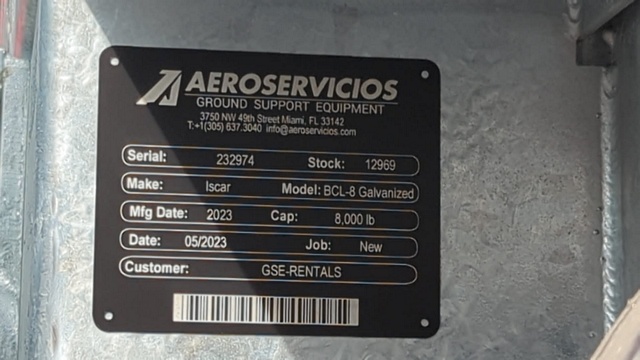 AEROSERVICIOS
GROUND SUPPORT EQUIPMENT
3750 NW 49th Street Miami, FL 33142
T:+1(305) 637.3040 info@aeroservicios.com
Serial: 232974 Stock: 12969
Make: Iscar Model: BCL-8 Galvanized
Mfg Date: 2023 Cap: 8,000 lb
Date: 05/2023 Job: New
Customer: GSE-RENTALS